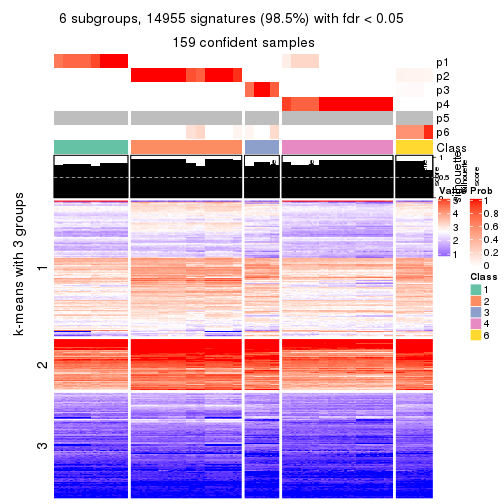 6 subgroups, 14955 signatures (98.5%) with fdr < 0.05
159 confident samples
p1
p2
p3
p4
p5
p6
Class
1
0.5
silhouette
score
Value
5
4
3
2
1
Prob
1
0.8
0.6
0.4
0.2
0
Class
1
2
3
4
6
k-means with 3 groups
1
2
3